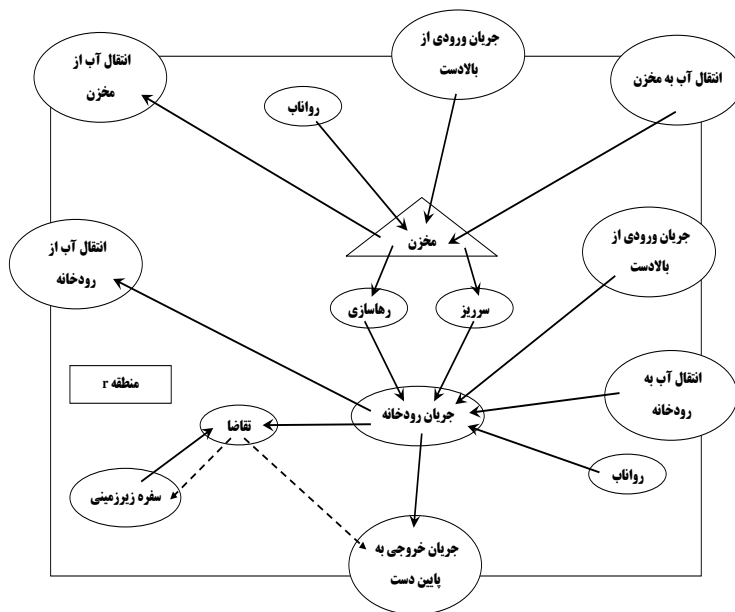 جریان ورودی از
بالادست
انتقال آب به مخزن
انتقال آب از
مخزن
رواناب
مخزن
جریان ورودی از
بالادست
انتقال آب از
رودخانه
سرریز
رهاسازی
منطقه r
انتقال آب به
رودخانه
جریان رودخانه
تقاضا
رواناب
سفره زیرزمینی
جریان خروجی به
پایین دست